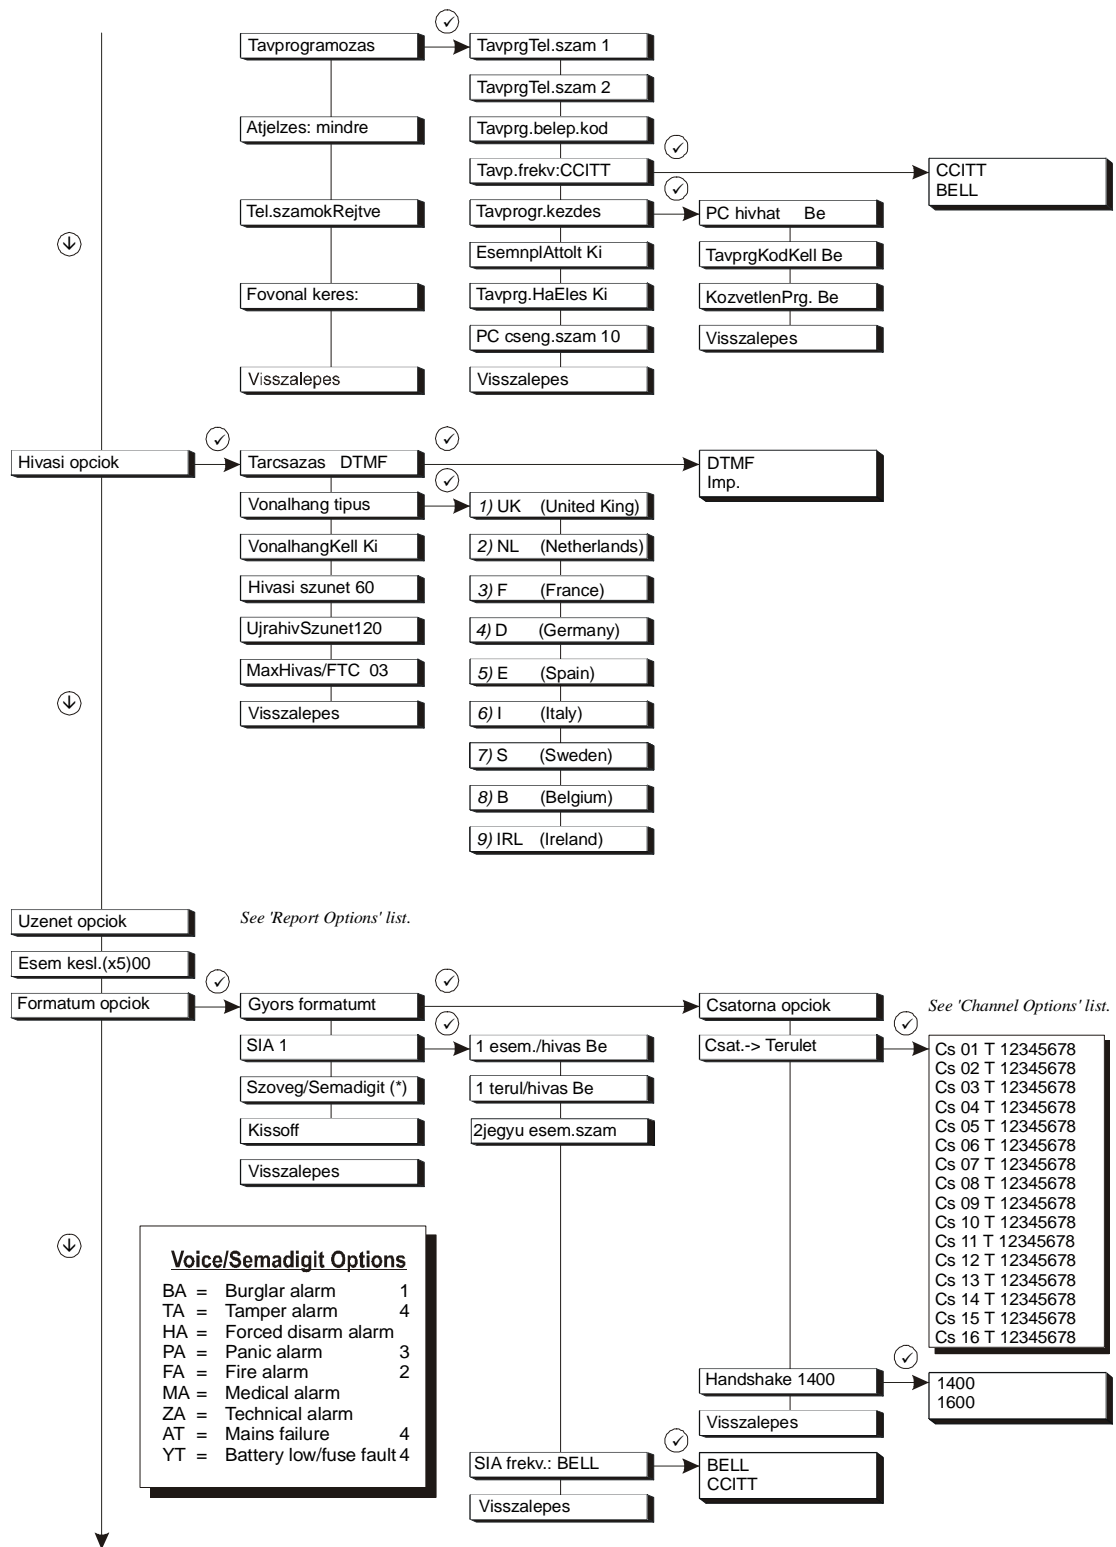 Tavprogramozas
TavprgTel.szam 1
TavprgTel.szam 2
Atjelzes: mindre
Tavprg.belep.kod
Tavp.frekv:CCITT
CCITT
BELL
Tel.szamokRejtve
Tavprogr.kezdes
PC hivhat Be
EsemnplAttolt Ki
TavprgKodKell Be
Fovonal keres:
Tavprg.HaEles Ki
KozvetlenPrg. Be
PC cseng.szam 10
Visszalepes
Visszalepes
Visszalepes
Hivasi opciok
Tarcsazas DTMF
DTMF
Imp.
Vonalhang tipus
1) UK (United King)
VonalhangKell Ki
2) NL (Netherlands)
Hivasi szunet 60
3) F (France)
UjrahivSzunet120
4) D (Germany)
MaxHivas/FTC 03
5) E (Spain)
Visszalepes
6) I (Italy)
7) S (Sweden)
8) B (Belgium)
9) IRL (Ireland)
Uzenet opciok
See 'Report Options' list.
Esem kesl.(x5)00
Formatum opciok
Gyors formatumt
Csatorna opciok
See 'Channel Options' list.
SIA 1
1 esem./hivas Be
Csat.-> Terulet
Cs 01 T 12345678
Cs 02 T 12345678
Cs 03 T 12345678
Cs 04 T 12345678
Cs 05 T 12345678
Cs 06 T 12345678
Cs 07 T 12345678
Cs 08 T 12345678
Cs 09 T 12345678
Cs 10 T 12345678
Cs 11 T 12345678
Cs 12 T 12345678
Cs 13 T 12345678
Cs 14 T 12345678
Cs 15 T 12345678
Cs 16 T 12345678
Szoveg/Semadigit (*)
1 terul/hivas Be
Kissoff
2jegyu esem.szam
Visszalepes
Voice/Semadigit Options
BA = Burglar alarm 1
TA = Tamper alarm 4
HA = Forced disarm alarm
PA = Panic alarm 3
FA = Fire alarm 2
MA = Medical alarm
ZA = Technical alarm
AT = Mains failure 4
YT = Battery low/fuse fault 4
Handshake 1400
1400
1600
Visszalepes
SIA frekv.: BELL
BELL
CCITT
Visszalepes